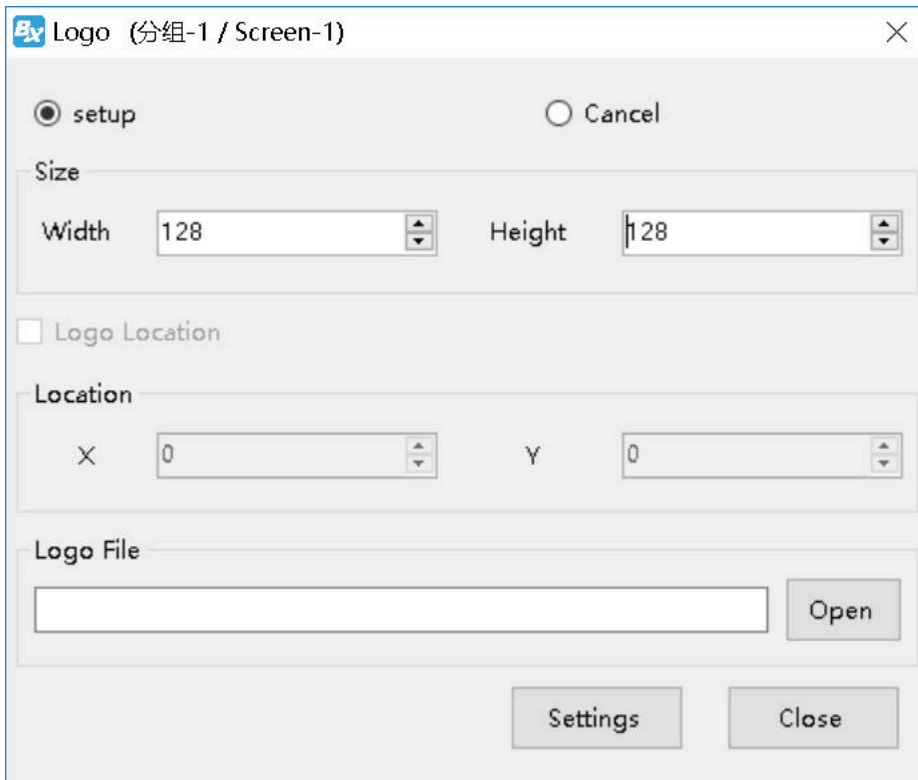 BX Logo (分组-1 / Screen-1)
setup Cancel
Size
Width 128 Height 128
Logo Location
Location
X 0 Y 0
Logo File
Open
Settings Close